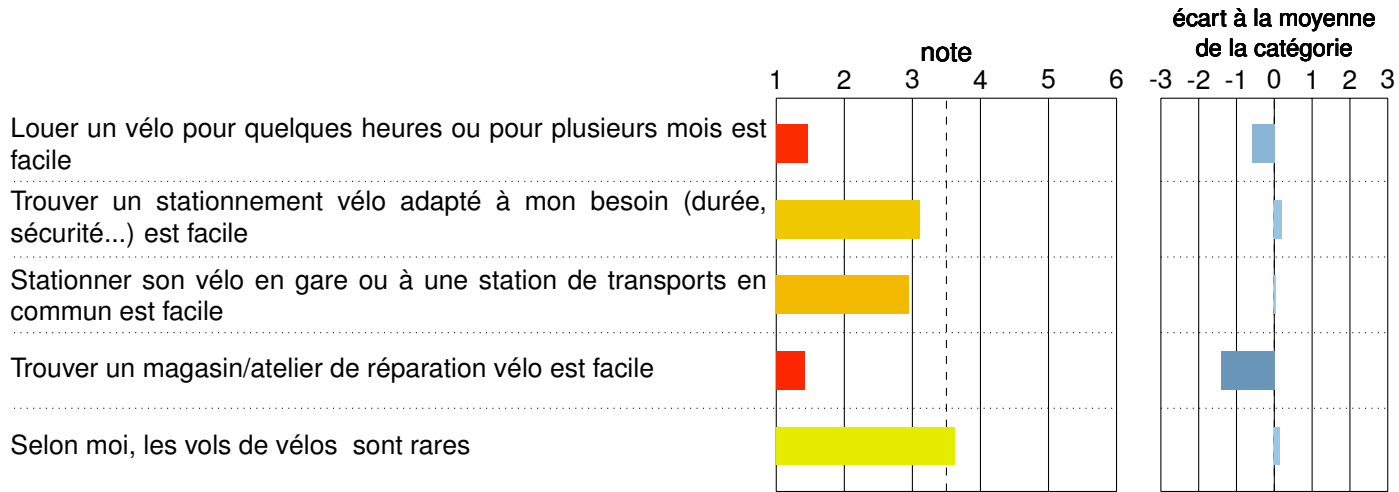 écart à la moyenne
note de la catégorie
1 2 3 4 5 6 -3 -2 -1 0 1 2 3
Louer un vélo pour quelques heures ou pour plusieurs mois est
facile
Trouver un stationnement vélo adapté à mon besoin (durée,
sécurité...) est facile
Stationner son vélo en gare ou à une station de transports en
commun est facile
Trouver un magasin/atelier de réparation vélo est facile
Selon moi, les vols de vélos sont rares